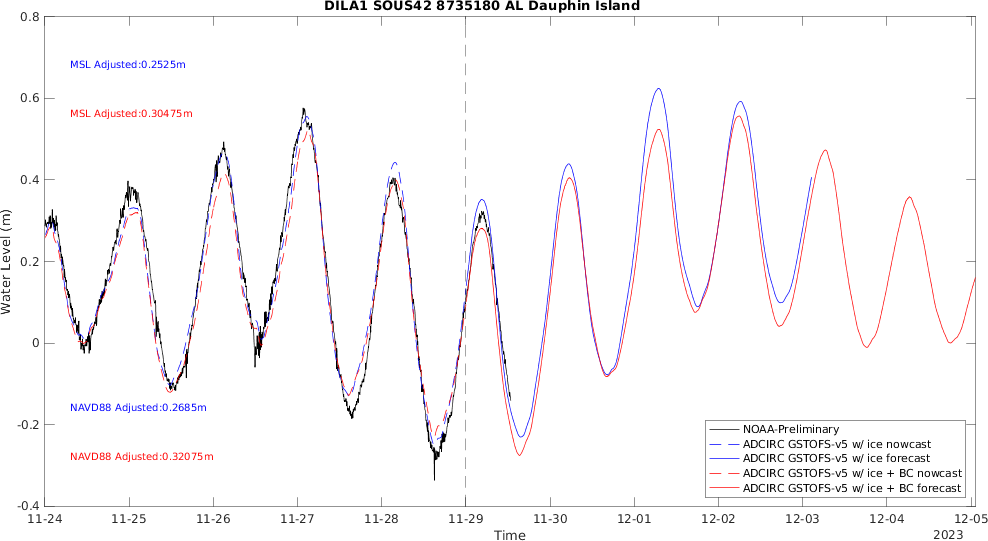 DILA1 SOUS42 8735180 AL Dauphin Island
Water Level (m)
0.8
0.6
0.4
0.2
0
-0.2
-0.4
MSL Adjusted:0.2525m
MSL Adjusted:0.30475m
NAVD88 Adjusted:0.2685m
NAVD88 Adjusted:0.32075m
NOAA-Preliminary
ADCIRC GSTOFS-v5 w/ ice nowcast
ADCIRC GSTOFS-v5 w/ ice forecast
ADCIRC GSTOFS-v5 w/ ice + BC nowcast
ADCIRC GSTOFS-v5 w/ ice + BC forecast
11-24 11-25 11-26 11-27 11-28 11-29 11-30 12-01 12-02 12-03 12-04 12-05
Time
2023